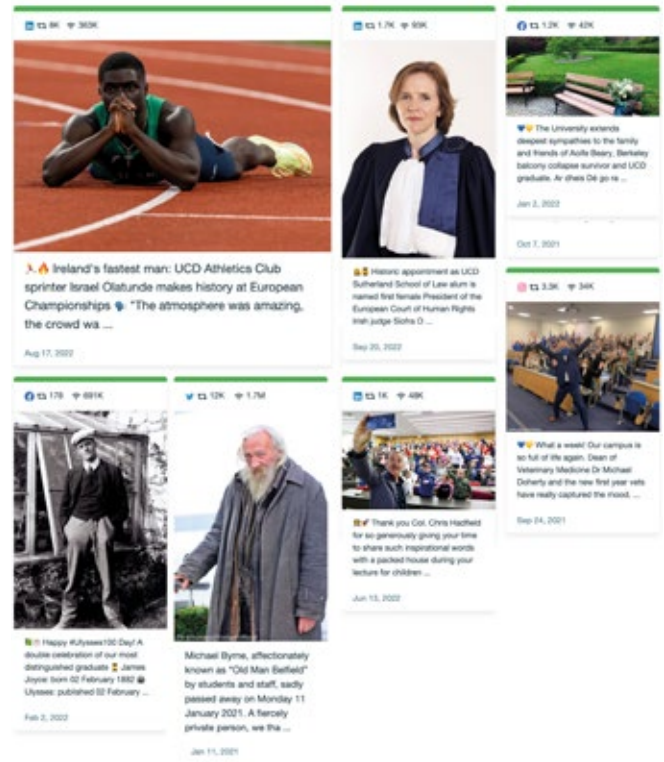 8K 363K
Ireland's fastest man: UCD Athletics Club
sprinter Israel Olatunde makes history at European
Championships "The atmosphere was amazing,
the crowd wa ...
Aug 17, 2022
1.7K 93K
Historic appointment as UCD
Sutherland School of Law alum is
named first female President of the
European Court of Human Rights
Irish judge Siofra O ...
Sep 20, 2022
1.2K 42K
The University extends
deepest sympathies to the family
and friends of Aoife Beary, Berkeley
balcony collapse survivor and UCD
graduate. Ar dheis Dé go ra ...
Jan 2, 2022
Oct 7, 2021
3.3K 34K
What a week! Our campus is
so full of life again. Dean of
Veterinary Medicine Dr Michael
Doherty and the new first year vets
have really captured the mood. ...
Sep 24, 2021
178 691K
Happy #Ulysses100 Day! A
double celebration of our most
distinguished graduate James
Joyce: born 02 February 1882
Ulysses: published 02 February ...
Feb 2, 2022
12K 1.7M
Michael Byrne, affectionately
known as "Old Man Belfield"
by students and staff, sadly
passed away on Monday 11
January 2021. A fiercely
private person, we tha ...
Jan 11, 2021
1K 48K
Thank you Col. Chris Hadfield
for so generously giving your time
to share such inspirational words
with a packed house during your
lecture for children ...
Jun 13, 2022